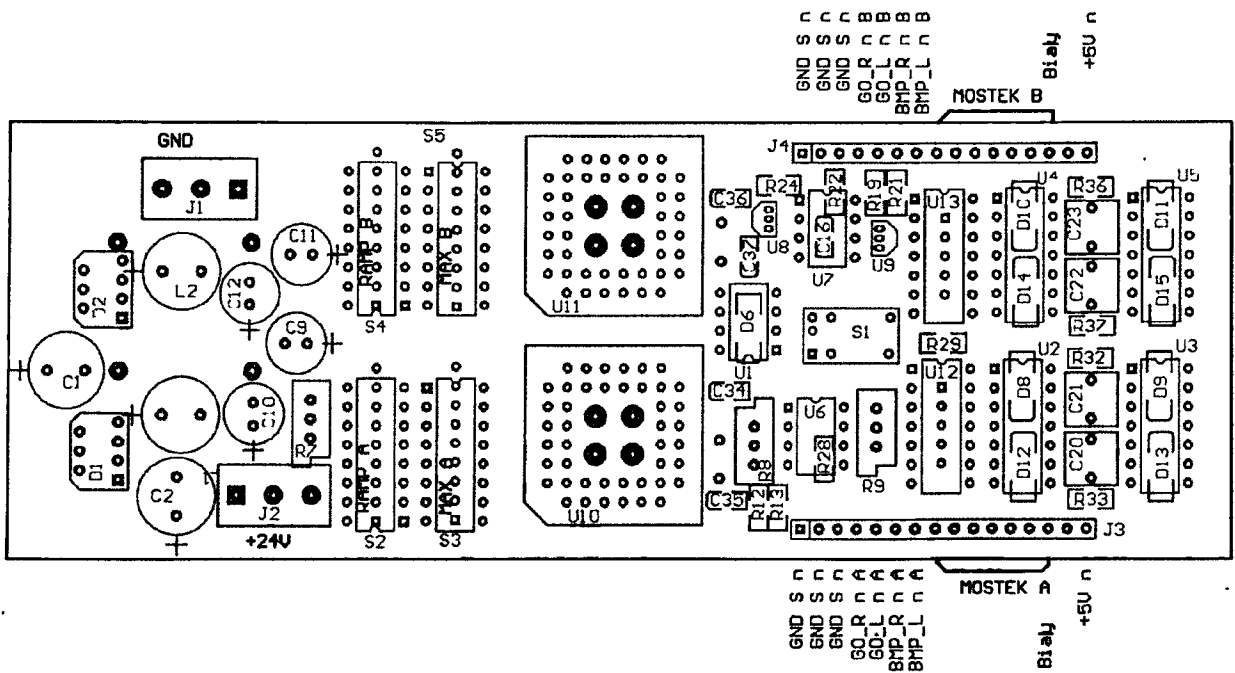 GND S n
GND S n
GND S n
GO_R n B
GO_L n B
BMP_R n B
BMP_L n B
Biały
+5V n
MOSTEK B
GND
S5
J4
J1
U4
U5
R24
R22
R19
R21
R36
C36
U13
D10
C23
D11
C11
RAMP B
MAX B
U8
C16
U9
C37
U7
D2
L2
C12
D14
C22
D15
U11
S4
D6
S1
R37
C9
R29
U2
U3
C1
U1
R32
U12
C34
D8
C21
D9
C10
U6
R7
D1
RAMP A
MAX A
R8
R28
R9
D12
C20
D13
C2
C35
R12
R13
R33
J2
U10
J3
+24V
S2
S3
MOSTEK A
GND S n
GND S n
GND S n
GO_R n A
GO_L n A
BMP_R n A
BMP_L n A
Biały
+5V n